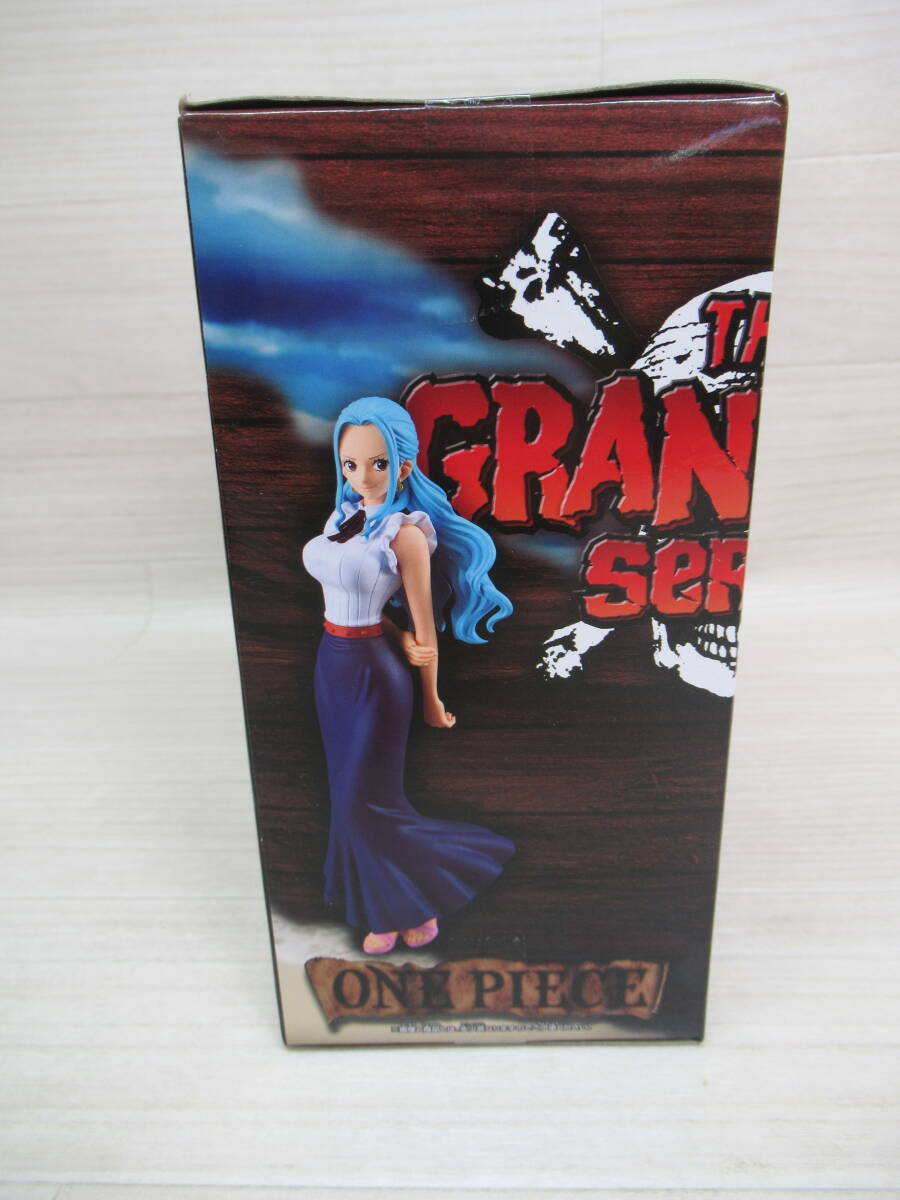 TH
GRAN
SER
ONE PIECE